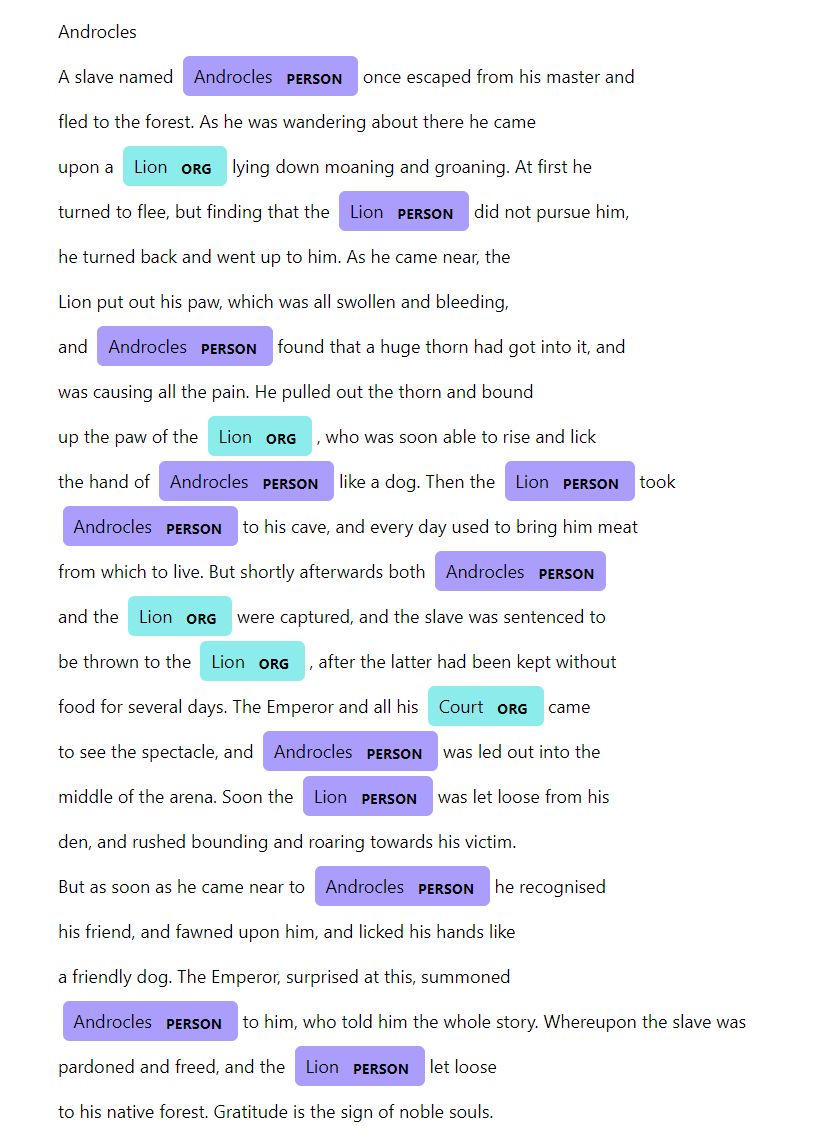 Androcles
A slave named Androcles PERSON once escaped from his master and
fled to the forest. As he was wandering about there he came
upon a Lion ORG lying down moaning and groaning. At first he
turned to flee, but finding that the Lion PERSON did not pursue him,
he turned back and went up to him. As he came near, the
Lion put out his paw, which was all swollen and bleeding,
and Androcles PERSON found that a huge thorn had got into it, and
was causing all the pain. He pulled out the thorn and bound
up the paw of the Lion ORG , who was soon able to rise and lick
the hand of Androcles PERSON like a dog. Then the Lion PERSON took
Androcles PERSON to his cave, and every day used to bring him meat
from which to live. But shortly afterwards both Androcles PERSON
and the Lion ORG were captured, and the slave was sentenced to
be thrown to the Lion ORG , after the latter had been kept without
food for several days. The Emperor and all his Court ORG came
to see the spectacle, and Androcles PERSON was led out into the
middle of the arena. Soon the Lion PERSON was let loose from his
den, and rushed bounding and roaring towards his victim.
But as soon as he came near to Androcles PERSON he recognised
his friend, and fawned upon him, and licked his hands like
a friendly dog. The Emperor, surprised at this, summoned
Androcles PERSON to him, who told him the whole story. Whereupon the slave was
pardoned and freed, and the Lion PERSON let loose
to his native forest. Gratitude is the sign of noble souls.